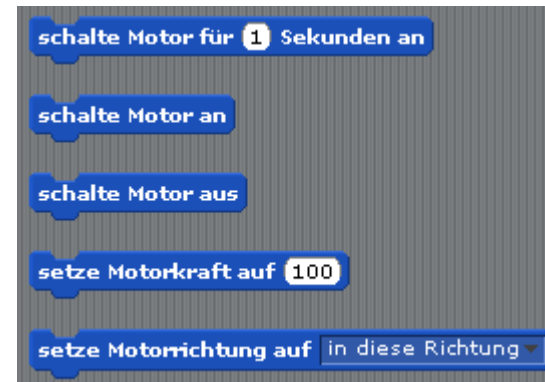 schalte Motor für 1 Sekunden an
schalte Motor an
schalte Motor aus
setze Motorkraft auf 100
setze Motorrichtung auf in diese Richtung